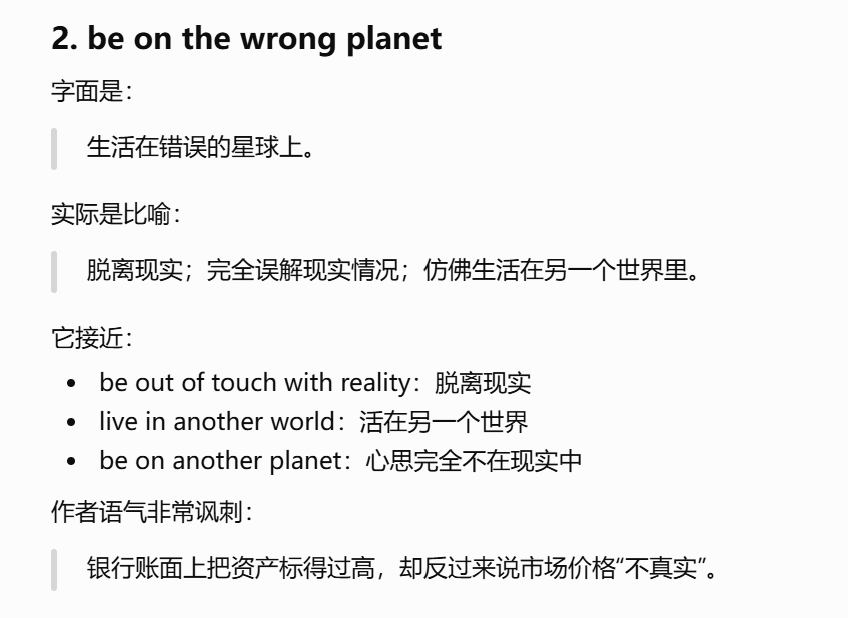 2. be on the wrong planet
字面是：
生活在错误的星球上。
实际是比喻：
脱离现实；完全误解现实情况；仿佛生活在另一个世界里。
它接近：
• be out of touch with reality：脱离现实
• live in another world：活在另一个世界
• be on another planet：心思完全不在现实中
作者语气非常讽刺：
银行账面上把资产标得过高，却反过来说市场价格“不真实”。